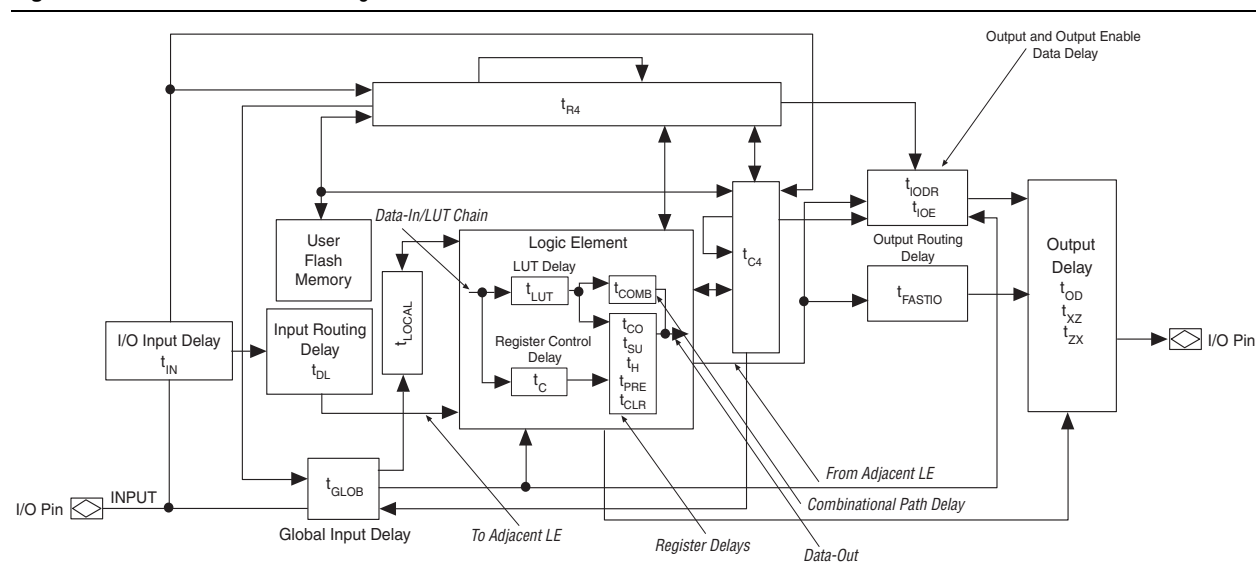 Output and Output Enable
Data Delay
tR4
tIODR
tIOE
Data-In/LUT Chain
User
Flash
Memory
Logic Element
Output Routing
Delay
Output
Delay
tOD
tXZ
tZX
LUT Delay
tLUT
tCOMB
tC4
tFASTIO
tLOCAL
I/O Input Delay
tIN
Input Routing
Delay
tDL
Register Control
Delay
tC
tCO
tSU
tH
tPRE
tCLR
I/O Pin
From Adjacent LE
tGLOB
INPUT
I/O Pin
Combinational Path Delay
Global Input Delay
To Adjacent LE
Register Delays
Data-Out